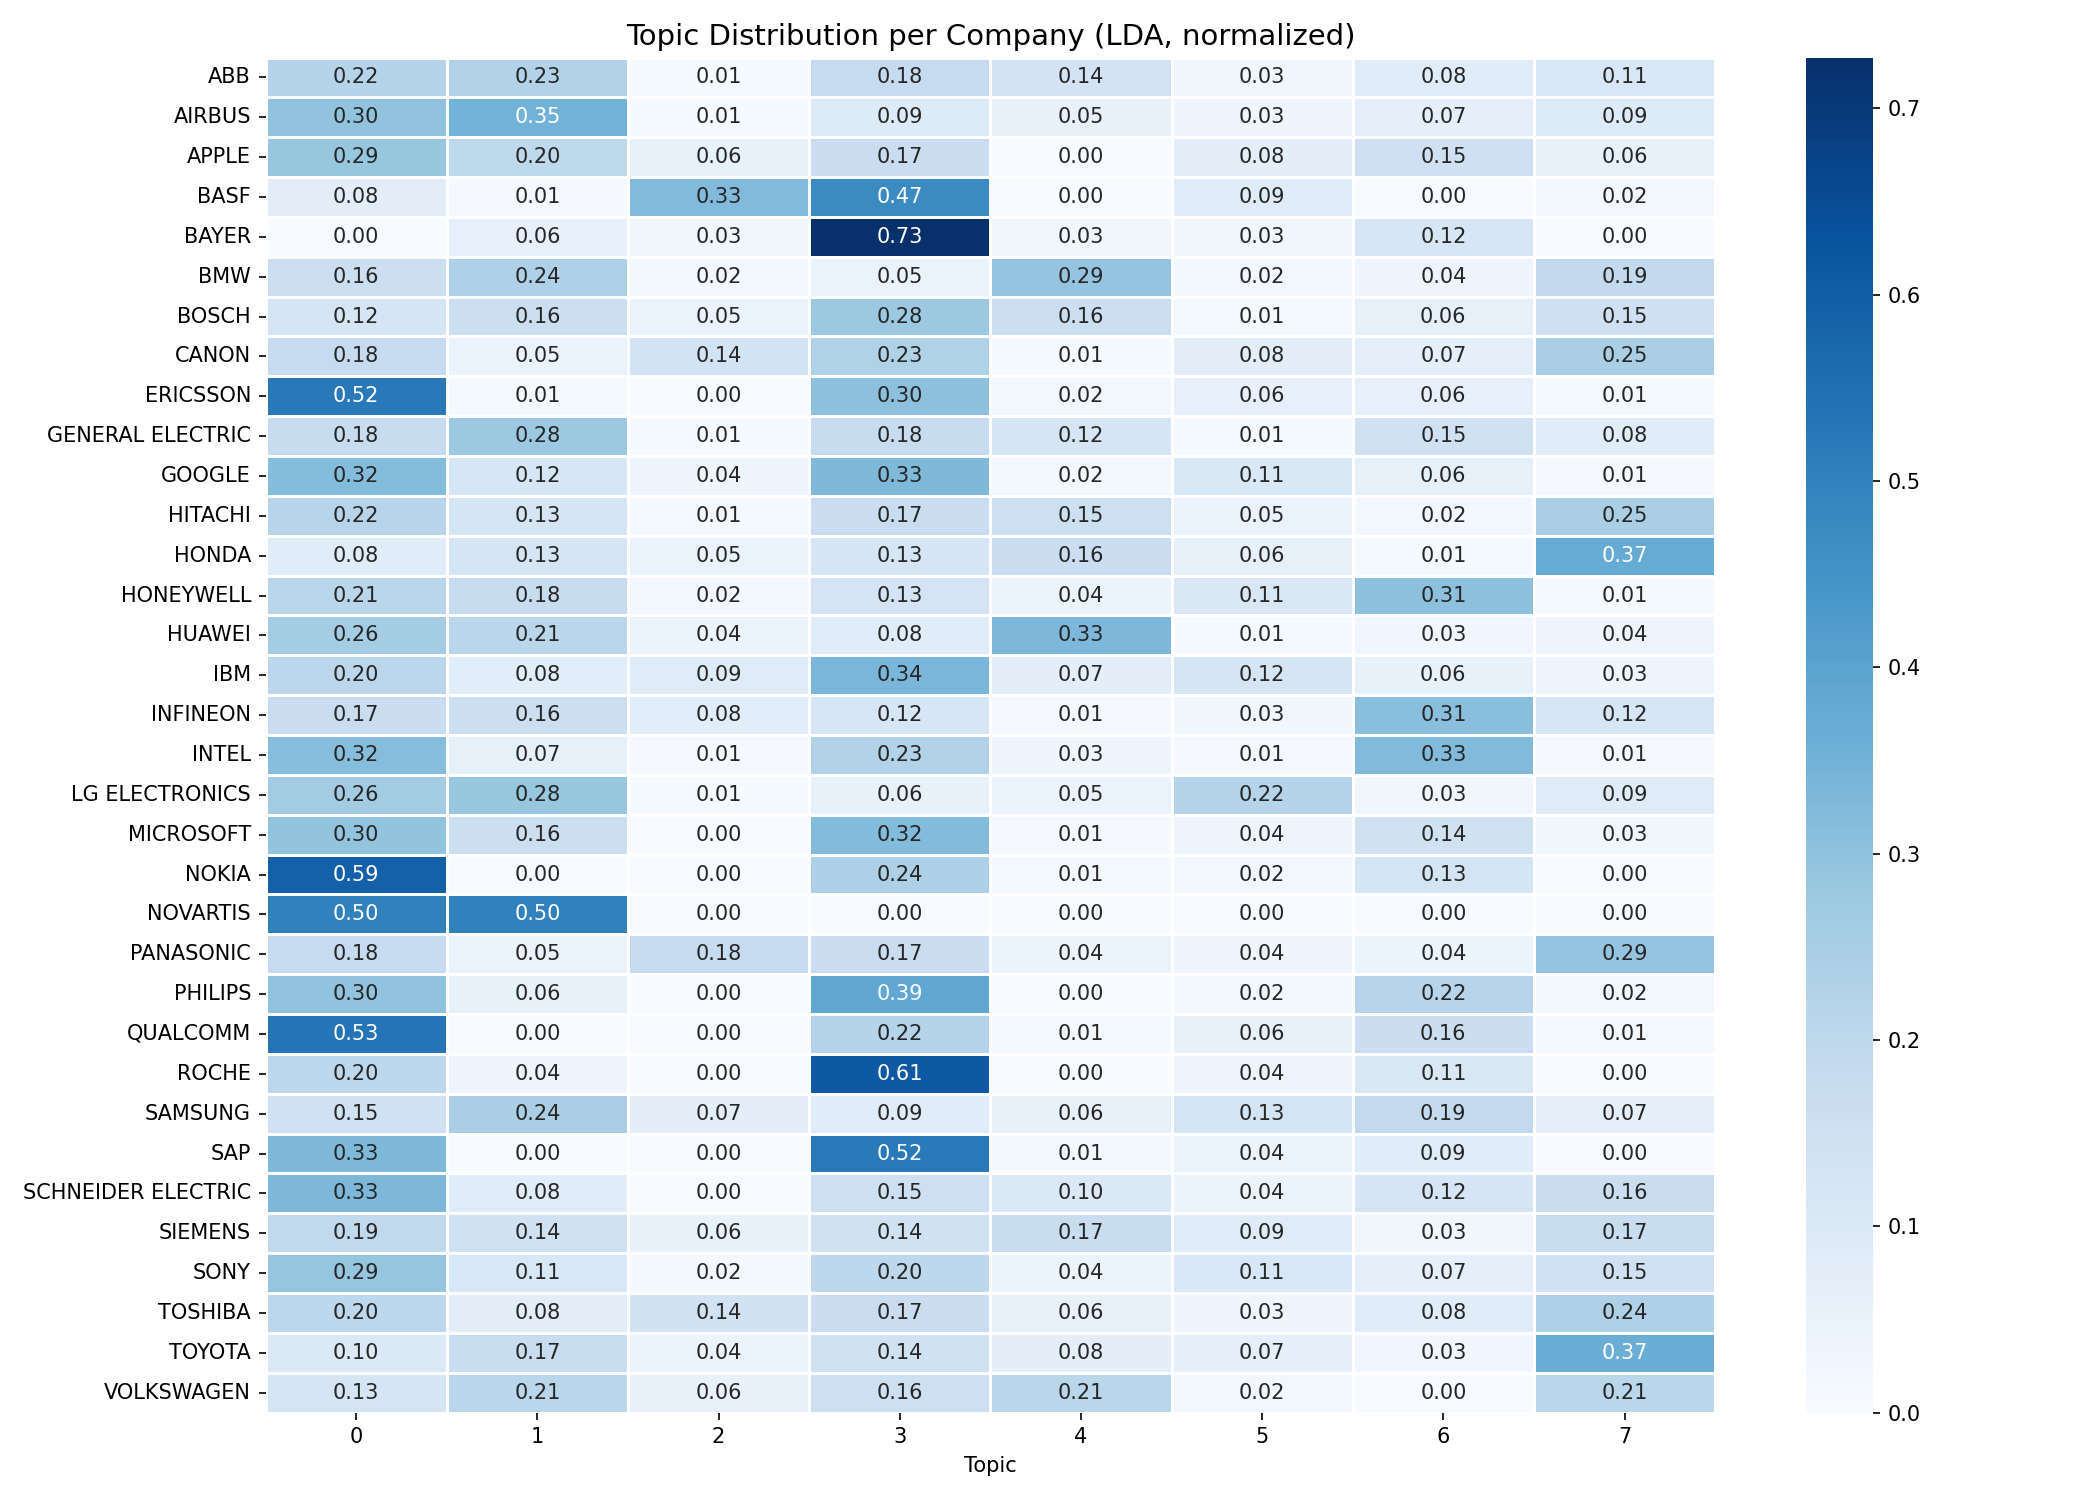 Topic Distribution per Company (LDA, normalized)
ABB 0.22 0.23 0.01 0.18 0.14 0.03 0.08 0.11
AIRBUS 0.30 0.35 0.01 0.09 0.05 0.03 0.07 0.09
APPLE 0.29 0.20 0.06 0.17 0.00 0.08 0.15 0.06
BASF 0.08 0.01 0.33 0.47 0.00 0.09 0.00 0.02
BAYER 0.00 0.06 0.03 0.73 0.03 0.03 0.12 0.00
BMW 0.16 0.24 0.02 0.05 0.29 0.02 0.04 0.19
BOSCH 0.12 0.16 0.05 0.28 0.16 0.01 0.06 0.15
CANON 0.18 0.05 0.14 0.23 0.01 0.08 0.07 0.25
ERICSSON 0.52 0.01 0.00 0.30 0.02 0.06 0.06 0.01
GENERAL ELECTRIC 0.18 0.28 0.01 0.18 0.12 0.01 0.15 0.08
GOOGLE 0.32 0.12 0.04 0.33 0.02 0.11 0.06 0.01
HITACHI 0.22 0.13 0.01 0.17 0.15 0.05 0.02 0.25
HONDA 0.08 0.13 0.05 0.13 0.16 0.06 0.01 0.37
HONEYWELL 0.21 0.18 0.02 0.13 0.04 0.11 0.31 0.01
HUAWEI 0.26 0.21 0.04 0.08 0.33 0.01 0.03 0.04
IBM 0.20 0.08 0.09 0.34 0.07 0.12 0.06 0.03
INFINEON 0.17 0.16 0.08 0.12 0.01 0.03 0.31 0.12
INTEL 0.32 0.07 0.01 0.23 0.03 0.01 0.33 0.01
LG ELECTRONICS 0.26 0.28 0.01 0.06 0.05 0.22 0.03 0.09
MICROSOFT 0.30 0.16 0.00 0.32 0.01 0.04 0.14 0.03
NOKIA 0.59 0.00 0.00 0.24 0.01 0.02 0.13 0.00
NOVARTIS 0.50 0.50 0.00 0.00 0.00 0.00 0.00 0.00
PANASONIC 0.18 0.05 0.18 0.17 0.04 0.04 0.04 0.29
PHILIPS 0.30 0.06 0.00 0.39 0.00 0.02 0.22 0.02
QUALCOMM 0.53 0.00 0.00 0.22 0.01 0.06 0.16 0.01
ROCHE 0.20 0.04 0.00 0.61 0.00 0.04 0.11 0.00
SAMSUNG 0.15 0.24 0.07 0.09 0.06 0.13 0.19 0.07
SAP 0.33 0.00 0.00 0.52 0.01 0.04 0.09 0.00
SCHNEIDER ELECTRIC 0.33 0.08 0.00 0.15 0.10 0.04 0.12 0.16
SIEMENS 0.19 0.14 0.06 0.14 0.17 0.09 0.03 0.17
SONY 0.29 0.11 0.02 0.20 0.04 0.11 0.07 0.15
TOSHIBA 0.20 0.08 0.14 0.17 0.06 0.03 0.08 0.24
TOYOTA 0.10 0.17 0.04 0.14 0.08 0.07 0.03 0.37
VOLKSWAGEN 0.13 0.21 0.06 0.16 0.21 0.02 0.00 0.21
0 1 2 3 4 5 6 7
Topic
0.7
0.6
0.5
0.4
0.3
0.2
0.1
0.0